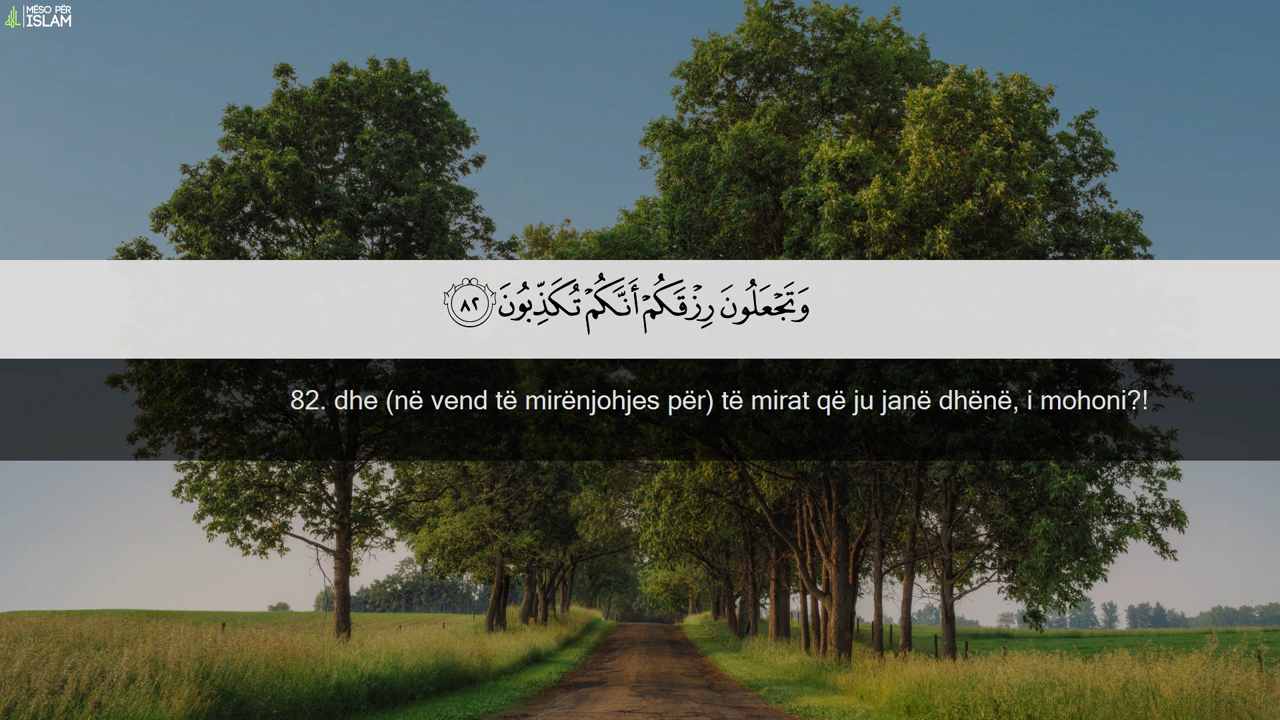 MËSO PËR
ISLAM
وَتَجْعَلُونَ رِزْقَكُمْ أَنَّكُمْ تُكَذِّبُونَ ٨٢
82. dhe (në vend të mirënjohjes për) të mirat që ju janë dhënë, i mohoni?!